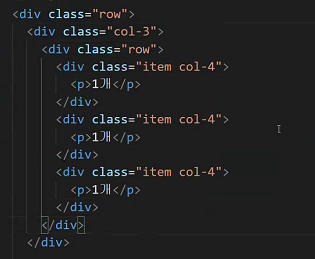 <div class="row">
<div class="col-3">
<div class="row">
<div class="item col-4">
<p>1개</p>
</div>
<div class="item col-4">
<p>1개</p>
</div>
<div class="item col-4">
<p>1개</p>
</div>
</div>
</div>